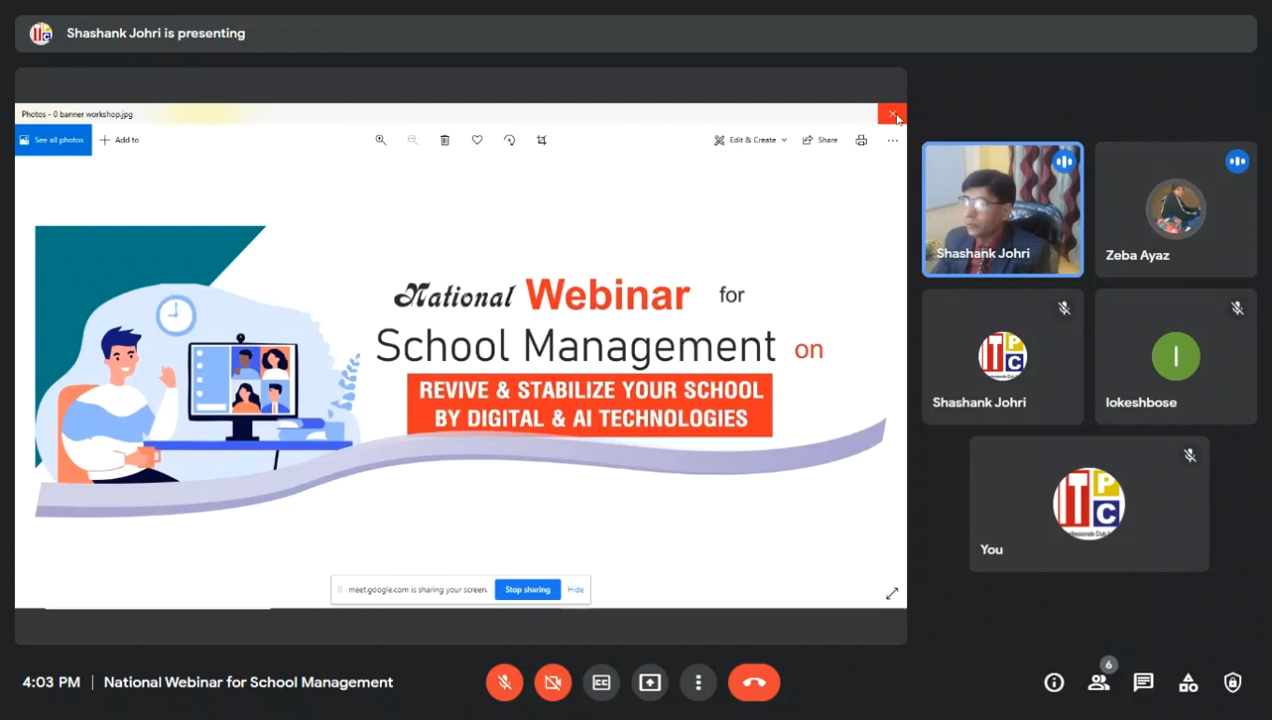 Shashank Johri is presenting
Photos - 0 banner workshop.jpg
See all photos
Add to
Edit & Create
Share
National Webinar for
School Management on
REVIVE & STABILIZE YOUR SCHOOL
BY DIGITAL & AI TECHNOLOGIES
meet.google.com is sharing your screen.
Stop sharing
Hide
Shashank Johri
Zeba Ayaz
T P C
Shashank Johri
I
lokeshbose
T P C
You
4:03 PM | National Webinar for School Management
CC
6